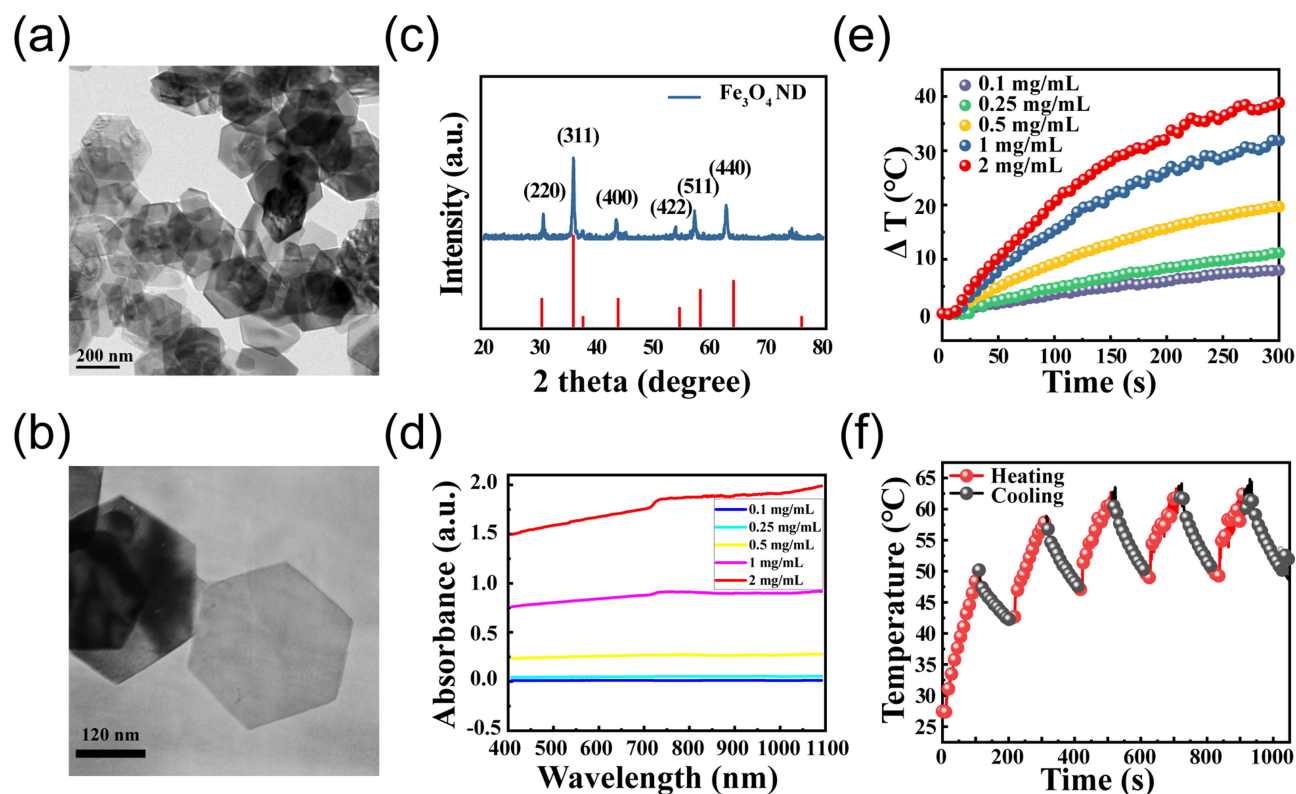 (a)
200 nm
(b)
120 nm
(c)
Fe₃O₄ ND
(311)
(220)
(400)
(422)
(511)
(440)
Intensity (a.u.)
20 30 40 50 60 70 80
2 theta (degree)
(d)
2.0
1.5
1.0
0.5
0.0
-0.5
0.1 mg/mL
0.25 mg/mL
0.5 mg/mL
1 mg/mL
2 mg/mL
Absorbance (a.u.)
400 500 600 700 800 900 1000 1100
Wavelength (nm)
(e)
40
30
20
10
0
0.1 mg/mL
0.25 mg/mL
0.5 mg/mL
1 mg/mL
2 mg/mL
Δ T (°C)
0 50 100 150 200 250 300
Time (s)
(f)
65
60
55
50
45
40
35
30
25
Heating
Cooling
Temperature (°C)
0 200 400 600 800 1000
Time (s)